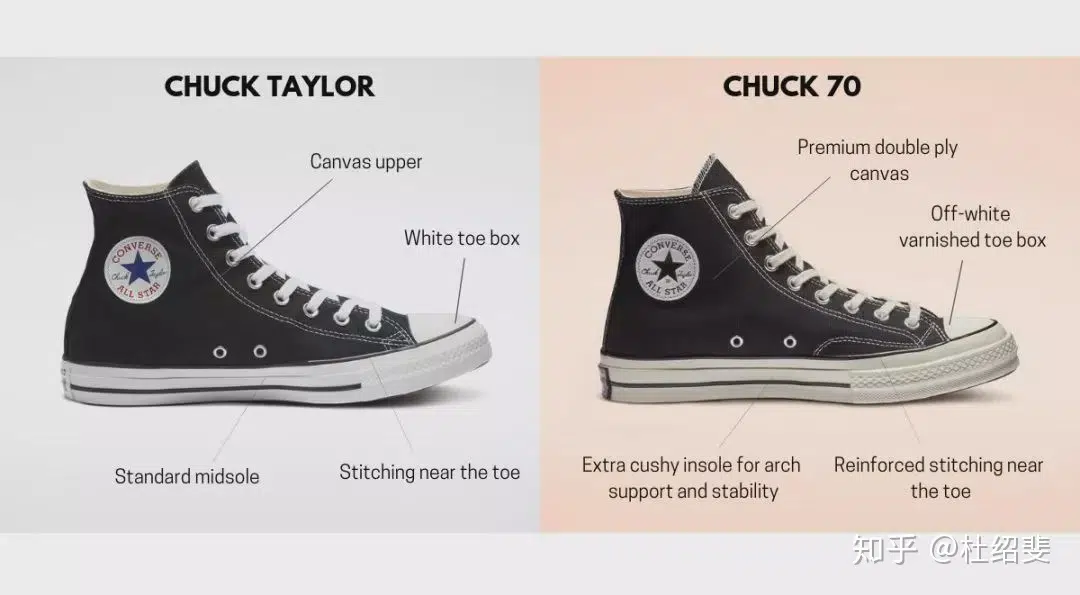 CHUCK TAYLOR
Canvas upper
White toe box
CONVERSE
Chuck Taylor
ALL STAR
Standard midsole
Stitching near the toe
CHUCK 70
Premium double ply
canvas
Off-white
varnished toe box
CONVERSE
Chuck Taylor
ALL STAR
Extra cushy insole for arch
support and stability
Reinforced stitching near
the toe
知乎 @杜绍斐